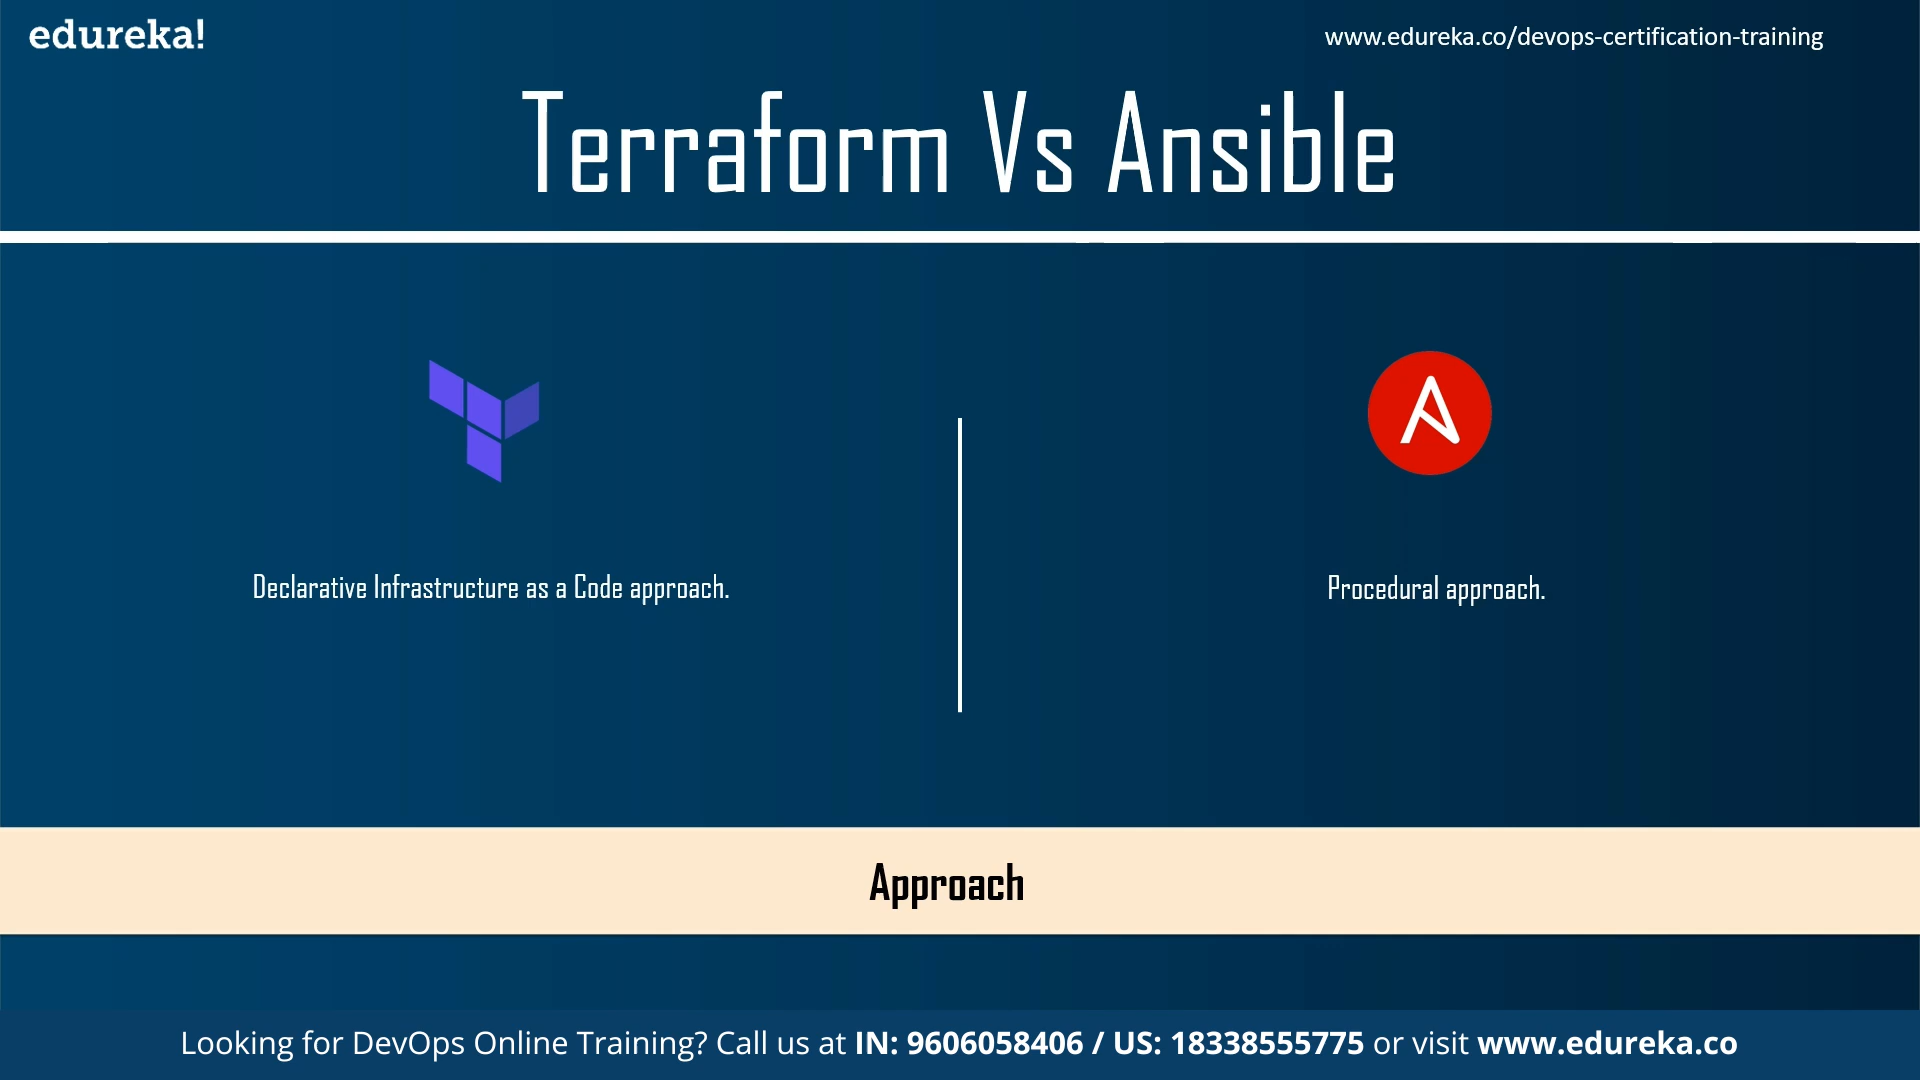 edureka!
www.edureka.co/devops-certification-training
Terraform Vs Ansible
Declarative Infrastructure as a Code approach.
Procedural approach.
Approach
Looking for DevOps Online Training? Call us at IN: 9606058406 / US: 18338555775 or visit www.edureka.co